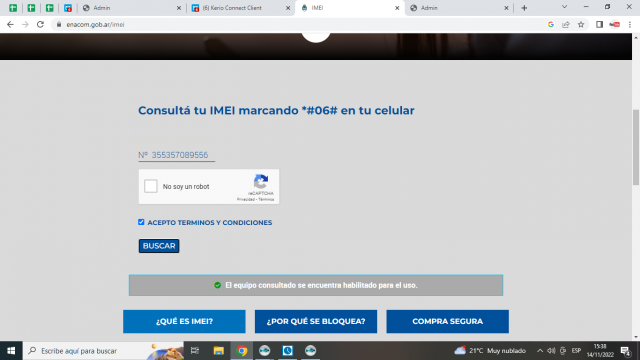 Admin
(6) Kerio Connect Client
IMEI
Admin
enacom.gob.ar/imei
Consultá tu IMEI marcando *#06# en tu celular
Nº 355357089556
No soy un robot
reCAPTCHA
Privacidad - Términos
ACEPTO TERMINOS Y CONDICIONES
BUSCAR
El equipo consultado se encuentra habilitado para el uso.
¿QUÉ ES IMEI?
¿POR QUÉ SE BLOQUEA?
COMPRA SEGURA
Escribe aquí para buscar
21°C Muy nublado
ESP
15:38
14/11/2022